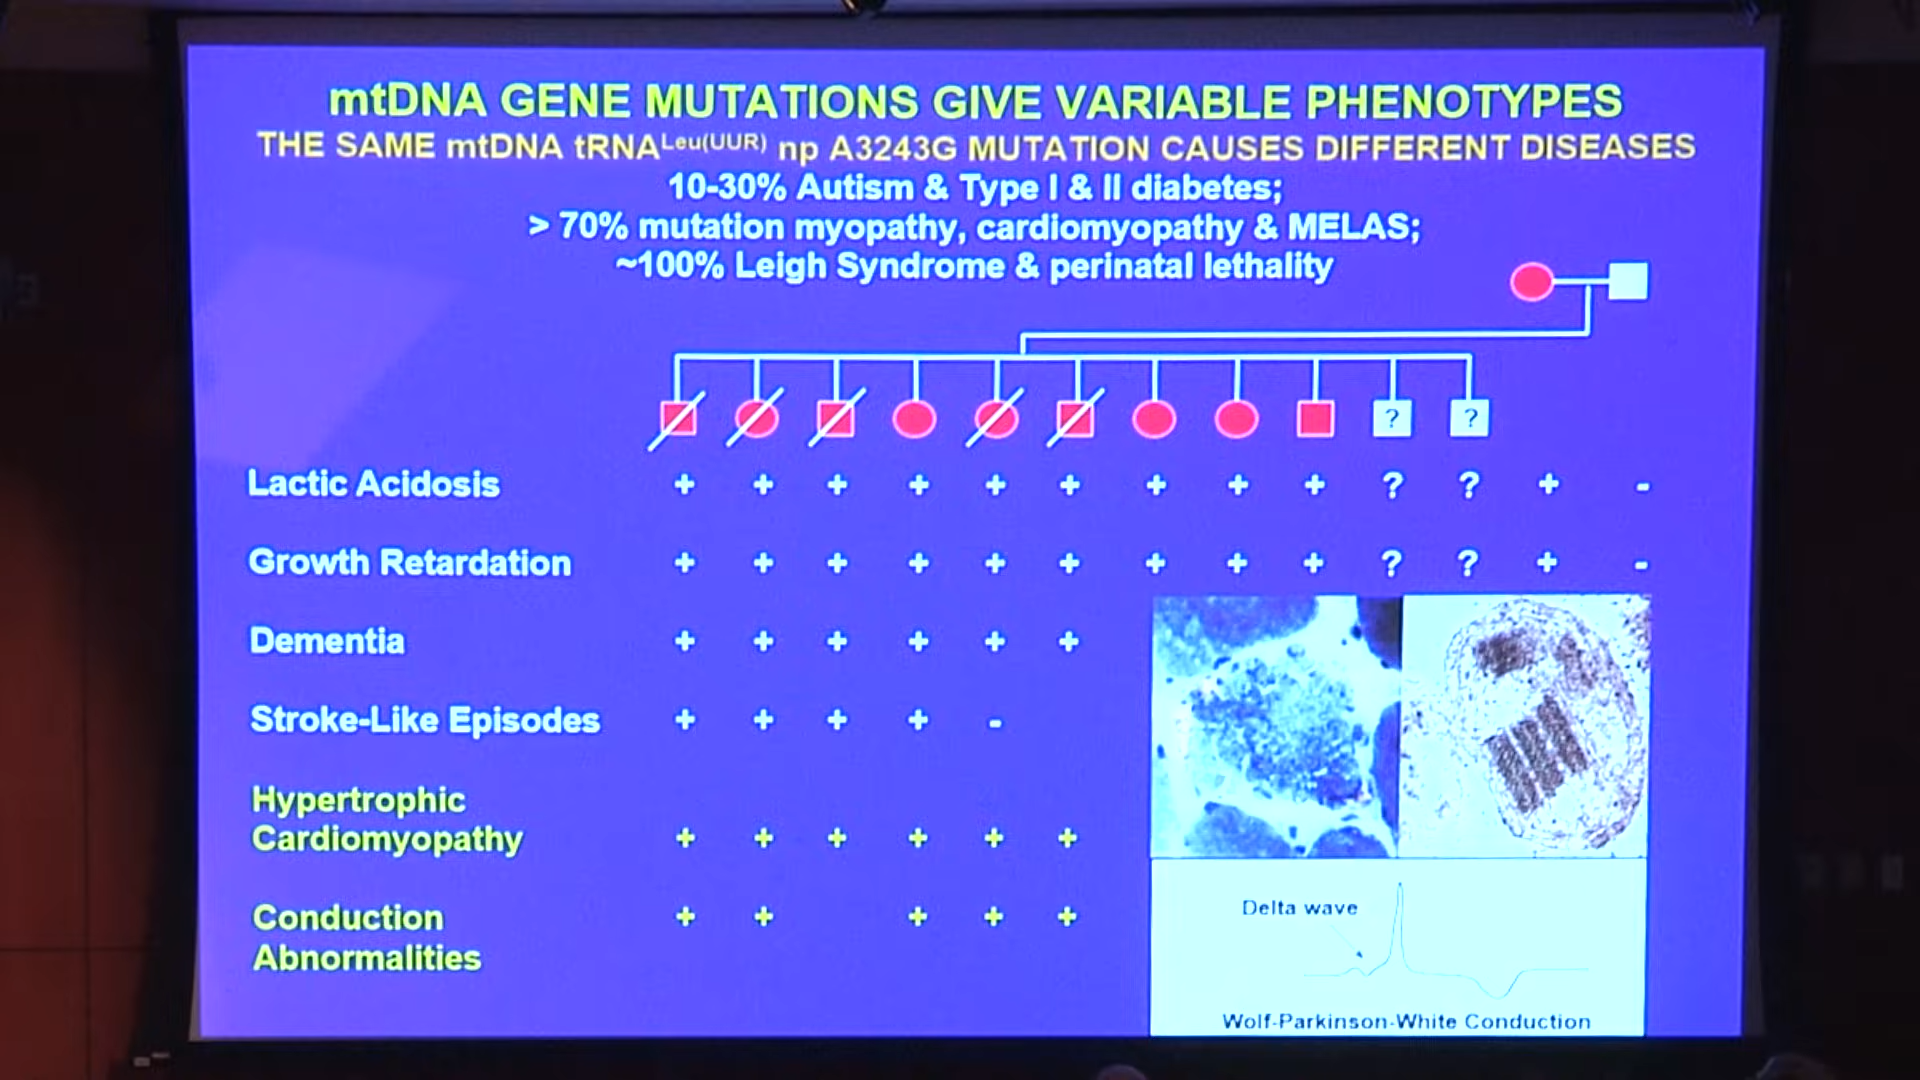 mtDNA GENE MUTATIONS GIVE VARIABLE PHENOTYPES
THE SAME mtDNA tRNALeu(UUR) np A3243G MUTATION CAUSES DIFFERENT DISEASES
10-30% Autism & Type I & II diabetes;
> 70% mutation myopathy, cardiomyopathy & MELAS;
~100% Leigh Syndrome & perinatal lethality
? ?
Lactic Acidosis + + + + + + + + + ? ? + -
Growth Retardation + + + + + + + + + ? ? + -
Dementia + + + + + +
Stroke-Like Episodes + + + + -
Hypertrophic
Cardiomyopathy + + + + + +
Conduction + + + + +
Abnormalities
Delta wave
Wolf-Parkinson-White Conduction